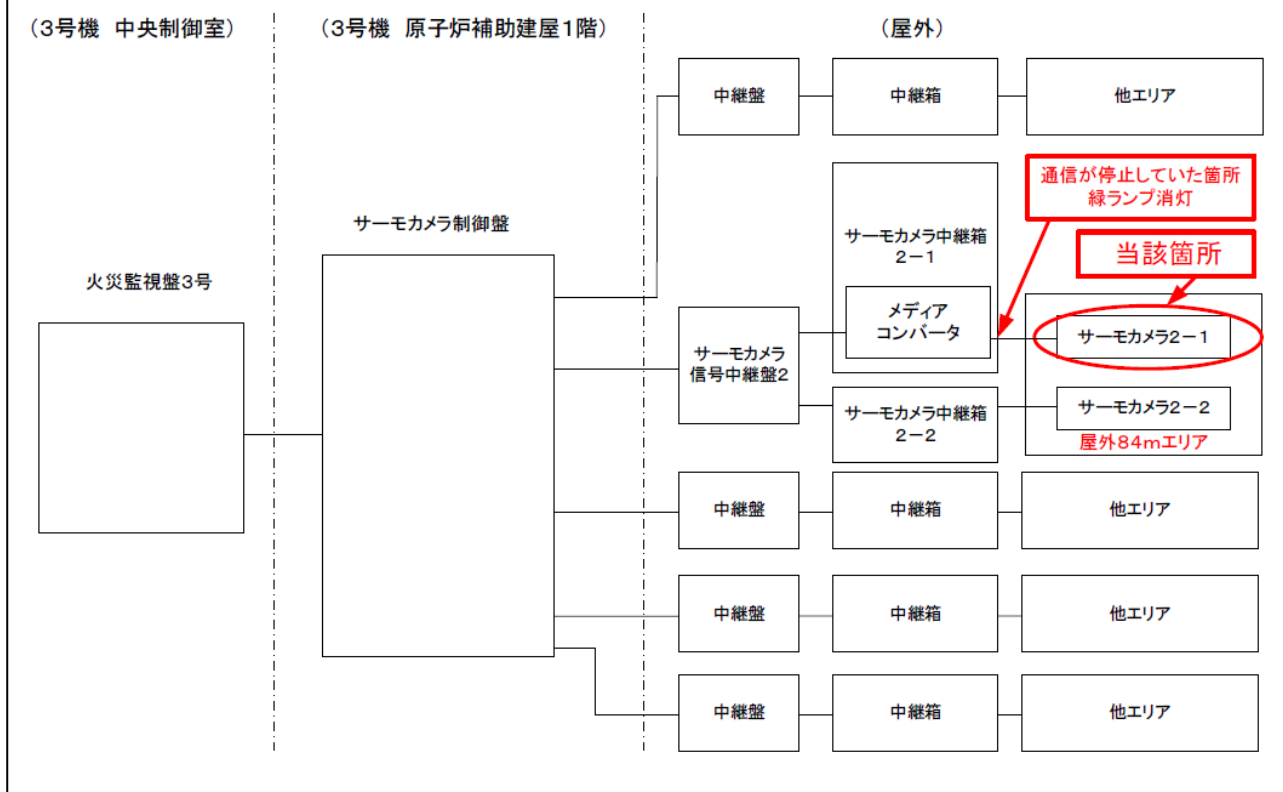 (3号機 中央制御室)
(3号機 原子炉補助建屋1階)
(屋外)
中継盤
中継箱
他エリア
通信が停止していた箇所
緑ランプ消灯
サーモカメラ制御盤
サーモカメラ中継箱
2-1
当該箇所
火災監視盤3号
メディア
コンバータ
サーモカメラ2-1
サーモカメラ
信号中継盤2
サーモカメラ中継箱
2-2
サーモカメラ2-2
屋外84mエリア
中継盤
中継箱
他エリア
中継盤
中継箱
他エリア
中継盤
中継箱
他エリア